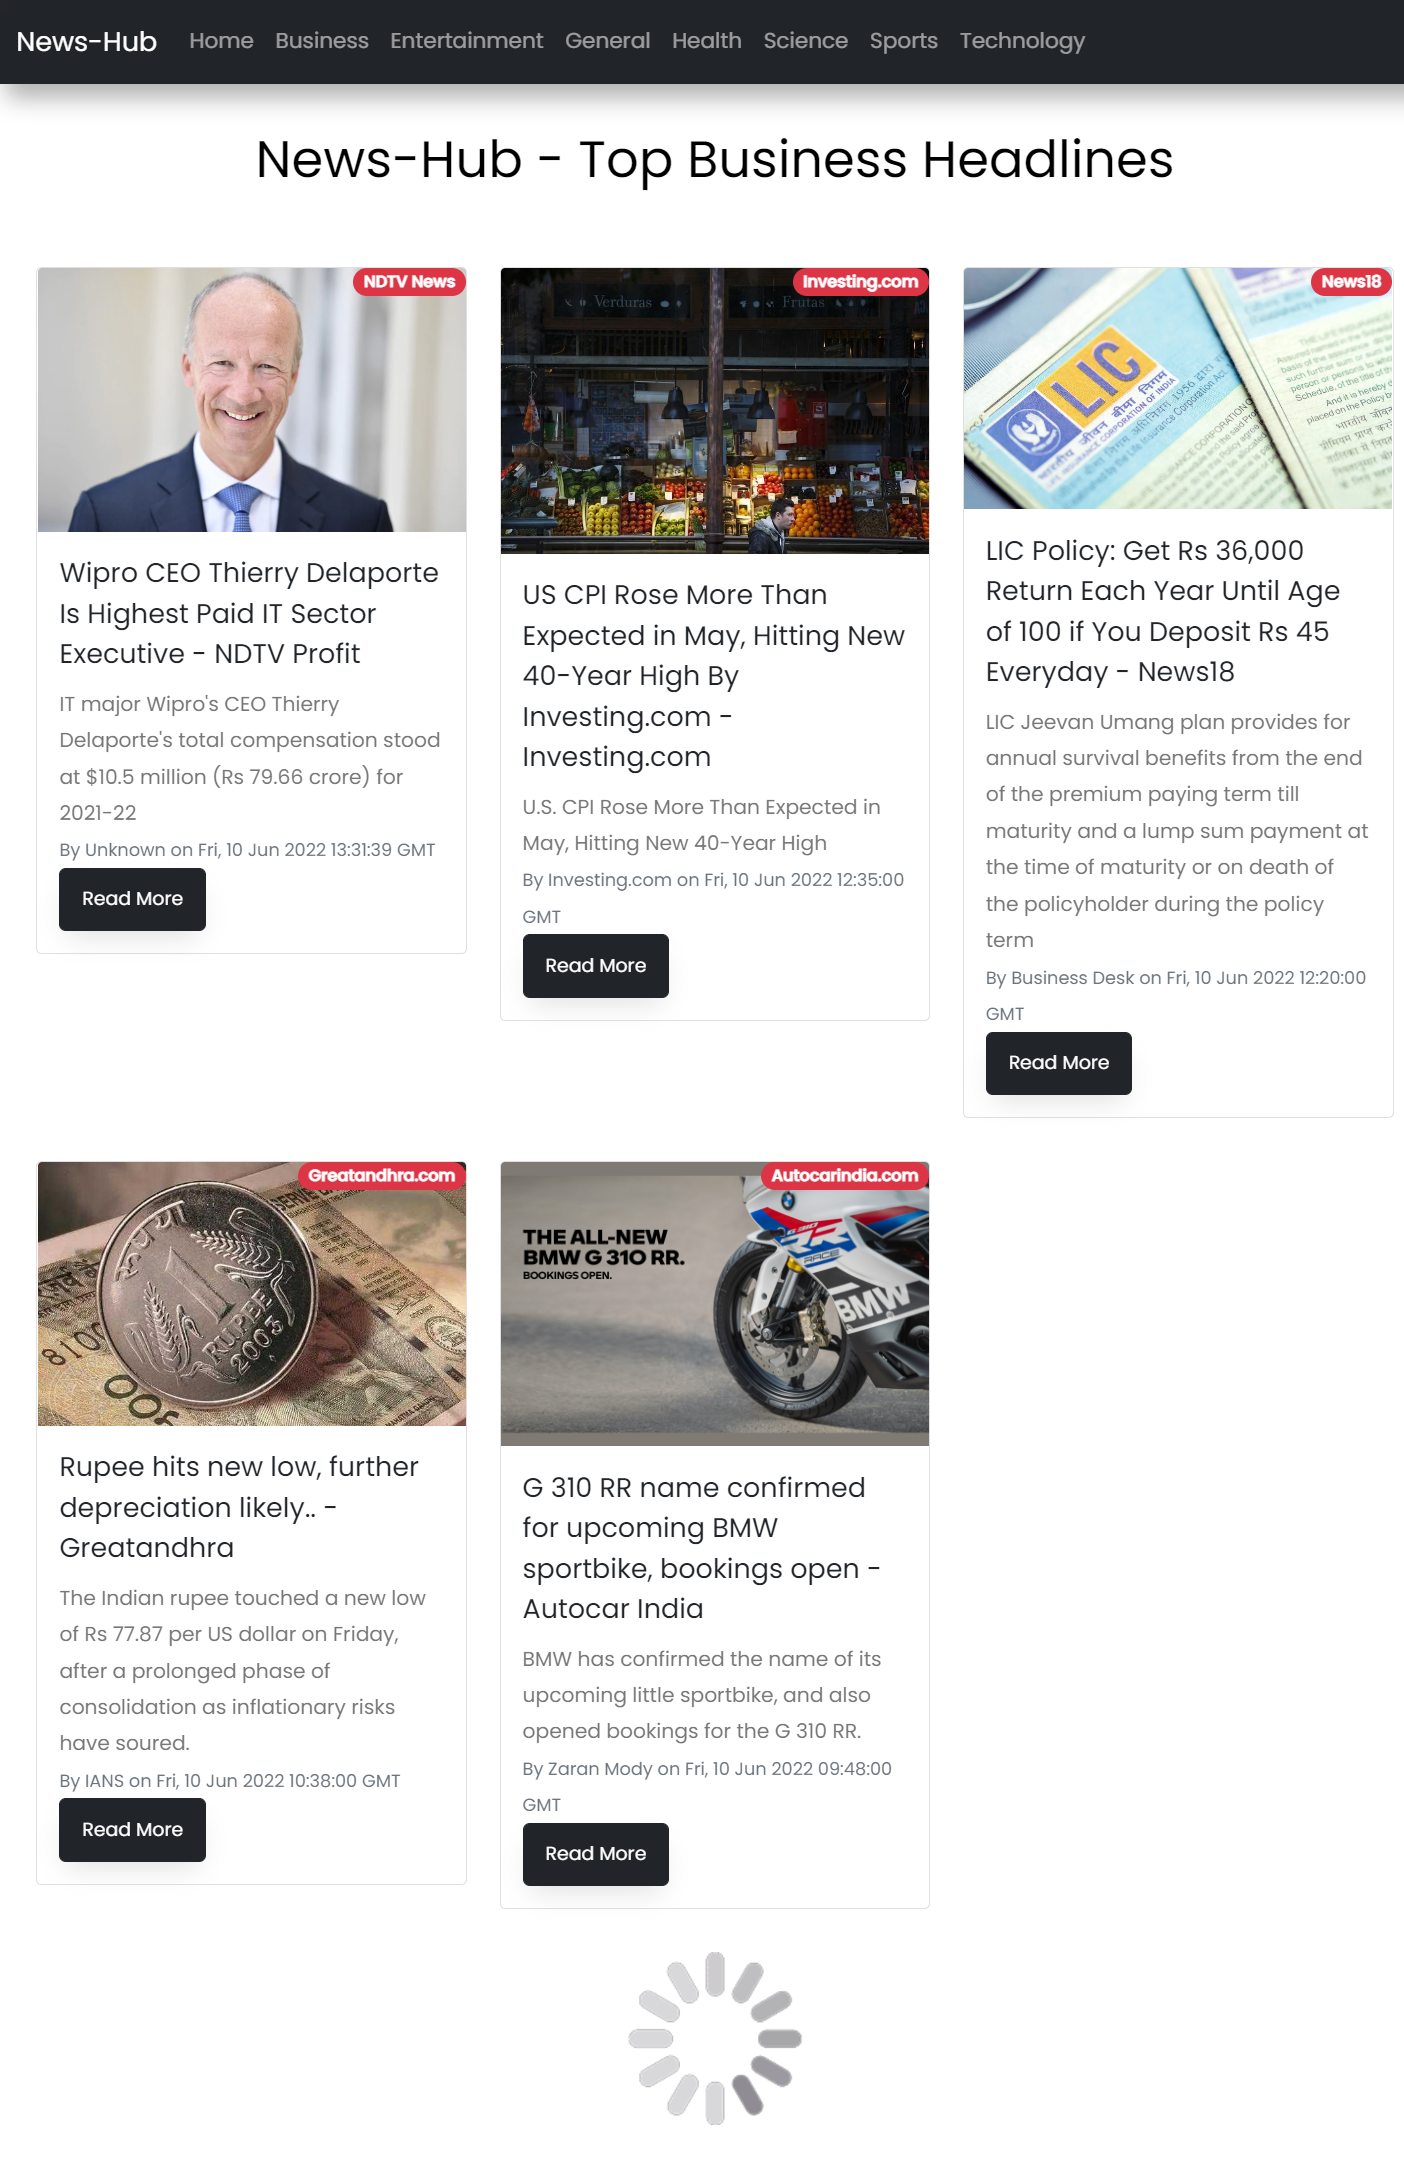 News-Hub
Home
Business
Entertainment
General
Health
Science
Sports
Technology
News-Hub - Top Business Headlines
NDTV News
Wipro CEO Thierry Delaporte
Is Highest Paid IT Sector
Executive - NDTV Profit
IT major Wipro's CEO Thierry
Delaporte's total compensation stood
at $10.5 million (Rs 79.66 crore) for
2021-22
By Unknown on Fri, 10 Jun 2022 13:31:39 GMT
Read More
Investing.com
Verduras
Frutas
US CPI Rose More Than
Expected in May, Hitting New
40-Year High By
Investing.com -
Investing.com
U.S. CPI Rose More Than Expected in
May, Hitting New 40-Year High
By Investing.com on Fri, 10 Jun 2022 12:35:00
GMT
Read More
News18
LIC
भारतीय जीवन बीमा निगम
LIFE INSURANCE CORPORATION OF INDIA
LIC Policy: Get Rs 36,000
Return Each Year Until Age
of 100 if You Deposit Rs 45
Everyday - News18
LIC Jeevan Umang plan provides for
annual survival benefits from the end
of the premium paying term till
maturity and a lump sum payment at
the time of maturity or on death of
the policyholder during the policy
term
By Business Desk on Fri, 10 Jun 2022 12:20:00
GMT
Read More
Greatandhra.com
रुपया
1
RUPEE
2003
Rupee hits new low, further
depreciation likely.. -
Greatandhra
The Indian rupee touched a new low
of Rs 77.87 per US dollar on Friday,
after a prolonged phase of
consolidation as inflationary risks
have soured.
By IANS on Fri, 10 Jun 2022 10:38:00 GMT
Read More
Autocarindia.com
THE ALL-NEW
BMW G 310 RR.
BOOKINGS OPEN.
RR
RACE
BMW
G 310 RR name confirmed
for upcoming BMW
sportbike, bookings open -
Autocar India
BMW has confirmed the name of its
upcoming little sportbike, and also
opened bookings for the G 310 RR.
By Zaran Mody on Fri, 10 Jun 2022 09:48:00
GMT
Read More